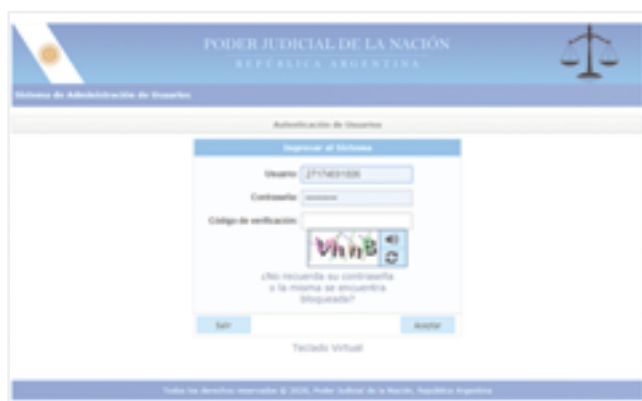 PODER JUDICIAL DE LA NACIÓN
REPÚBLICA ARGENTINA
Sistema de Administración de Usuarios
Autenticación de Usuarios
Ingresar al Sistema
Usuario:
Contraseña:
Código de verificación:
¿No recuerda su contraseña
o la misma se encuentra
bloqueada?
Salir Aceptar
Teclado Virtual
Todos los derechos reservados © 2020, Poder Judicial de la Nación, República Argentina